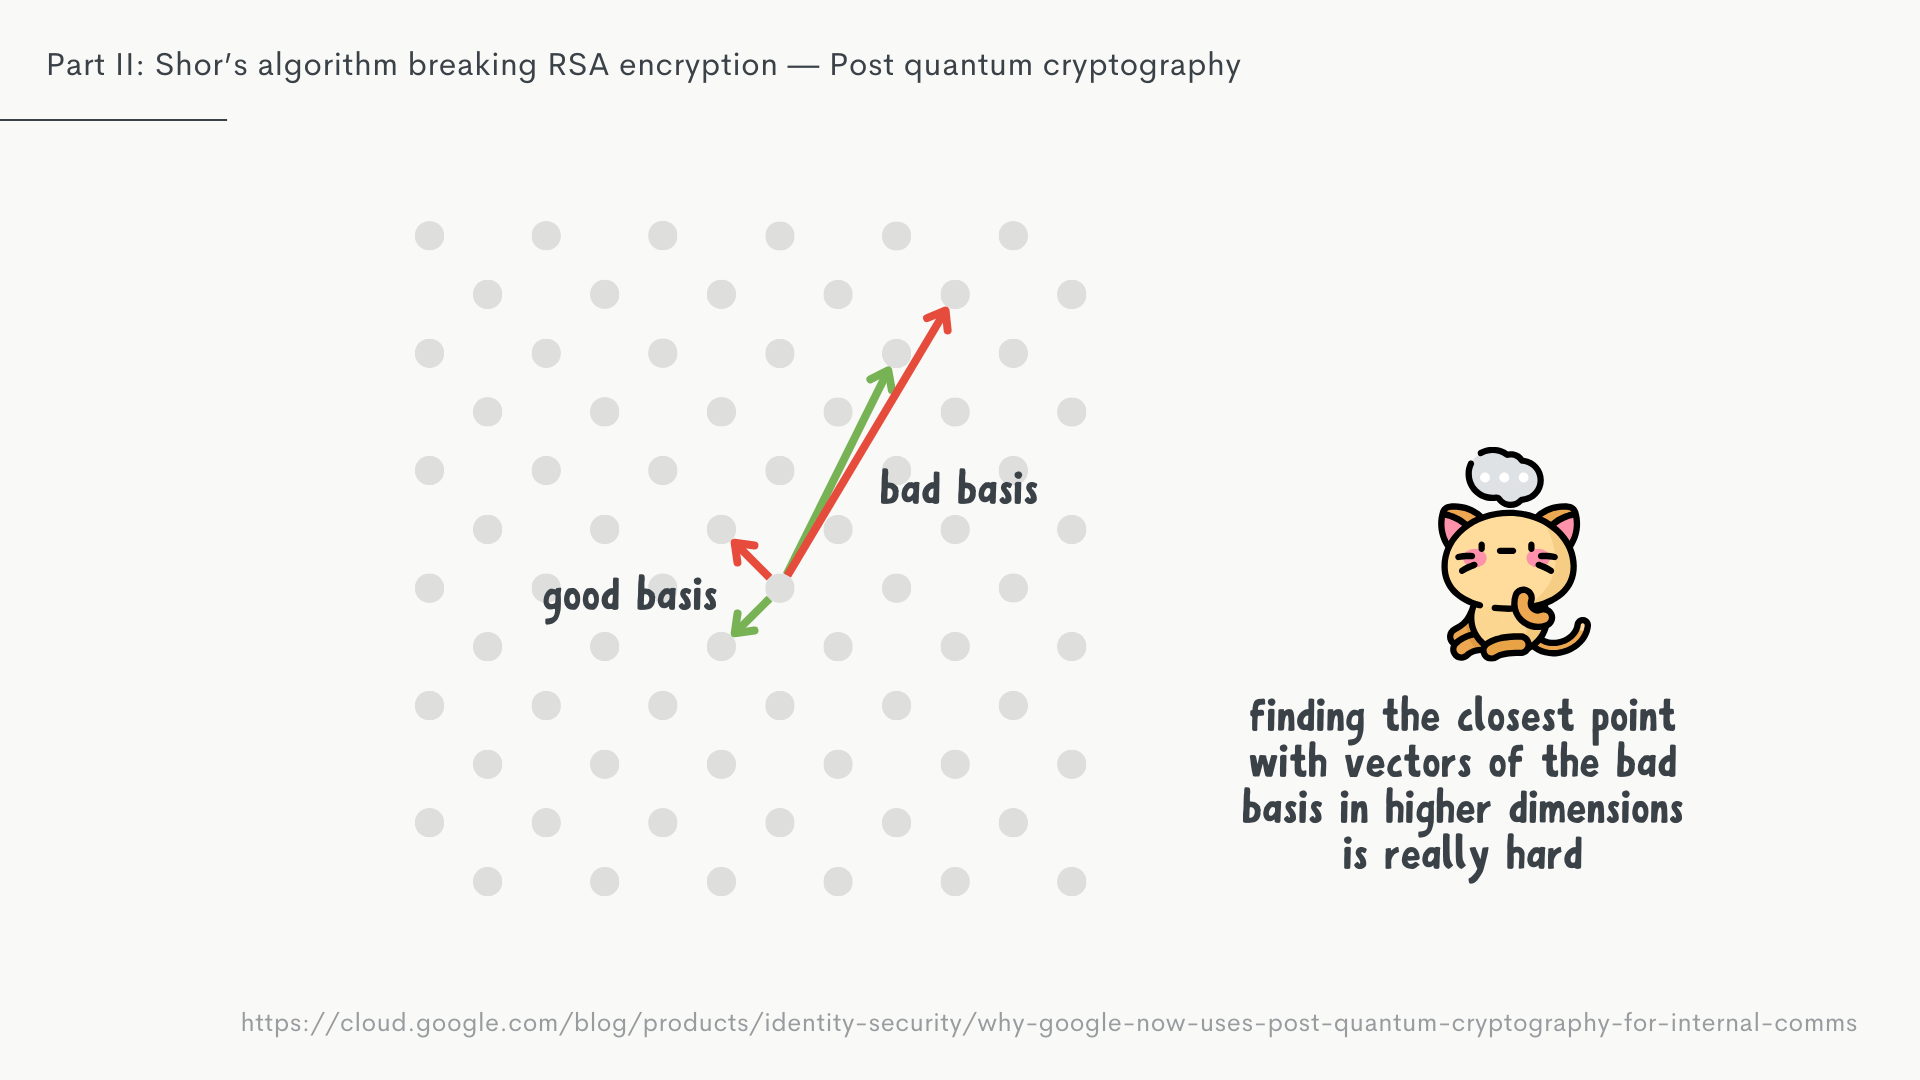 Part II: Shor’s algorithm breaking RSA encryption — Post quantum cryptography
bad basis
good basis
finding the closest point
with vectors of the bad
basis in higher dimensions
is really hard
https://cloud.google.com/blog/products/identity-security/why-google-now-uses-post-quantum-cryptography-for-internal-comms